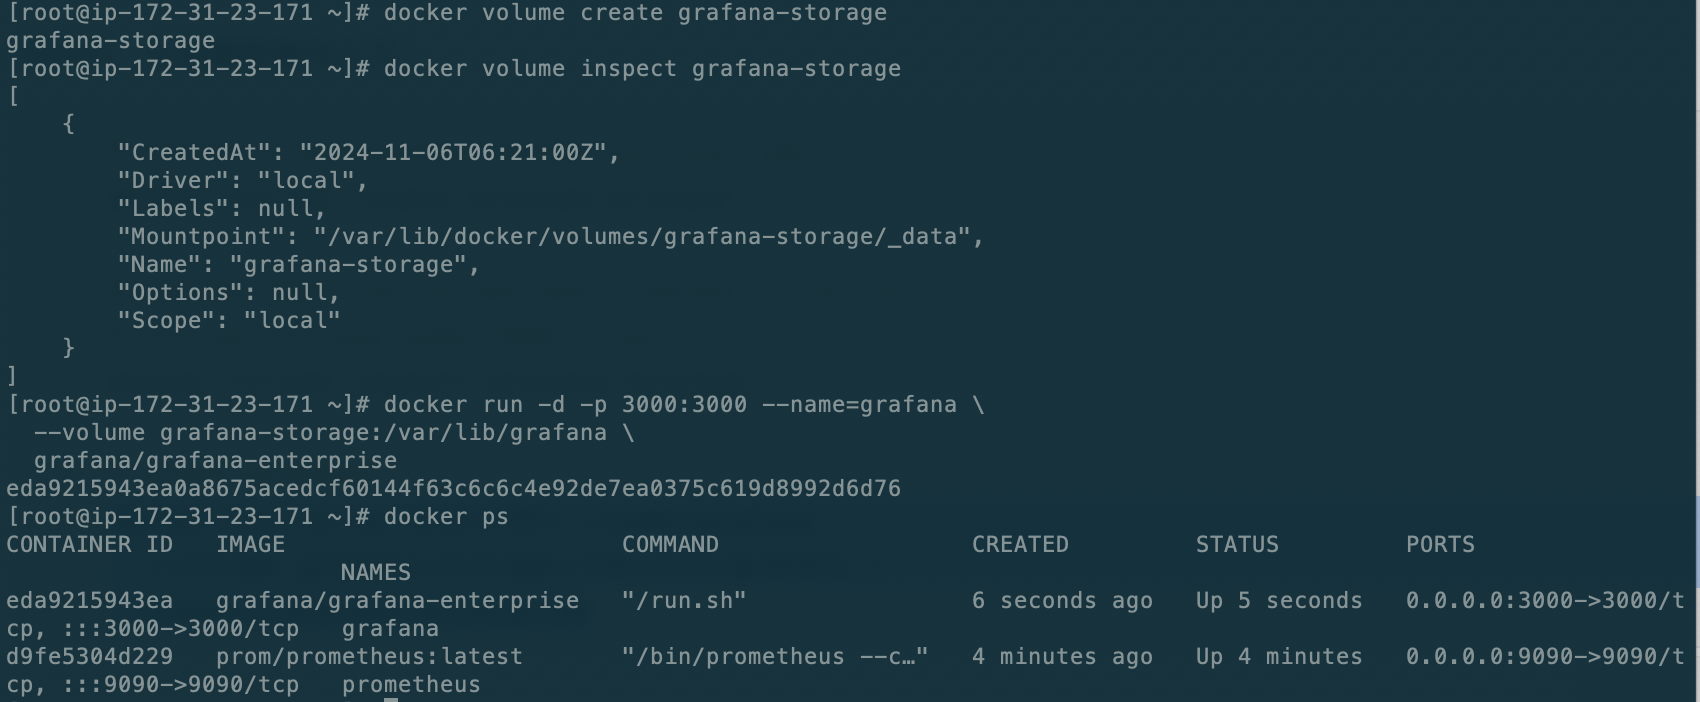 [root@ip-172-31-23-171 ~]# docker volume create grafana-storage
grafana-storage
[root@ip-172-31-23-171 ~]# docker volume inspect grafana-storage
[
    {
        "CreatedAt": "2024-11-06T06:21:00Z",
        "Driver": "local",
        "Labels": null,
        "Mountpoint": "/var/lib/docker/volumes/grafana-storage/_data",
        "Name": "grafana-storage",
        "Options": null,
        "Scope": "local"
    }
]
[root@ip-172-31-23-171 ~]# docker run -d -p 3000:3000 --name=grafana \
  --volume grafana-storage:/var/lib/grafana \
  grafana/grafana-enterprise
eda9215943ea0a8675acedcf60144f63c6c6c4e92de7ea0375c619d8992d6d76
[root@ip-172-31-23-171 ~]# docker ps
CONTAINER ID   IMAGE                        COMMAND                  CREATED         STATUS         PORTS
                        NAMES
eda9215943ea   grafana/grafana-enterprise   "/run.sh"                6 seconds ago   Up 5 seconds   0.0.0.0:3000->3000/t
cp, :::3000->3000/tcp   grafana
d9fe5304d229   prom/prometheus:latest       "/bin/prometheus --c…"   4 minutes ago   Up 4 minutes   0.0.0.0:9090->9090/t
cp, :::9090->9090/tcp   prometheus